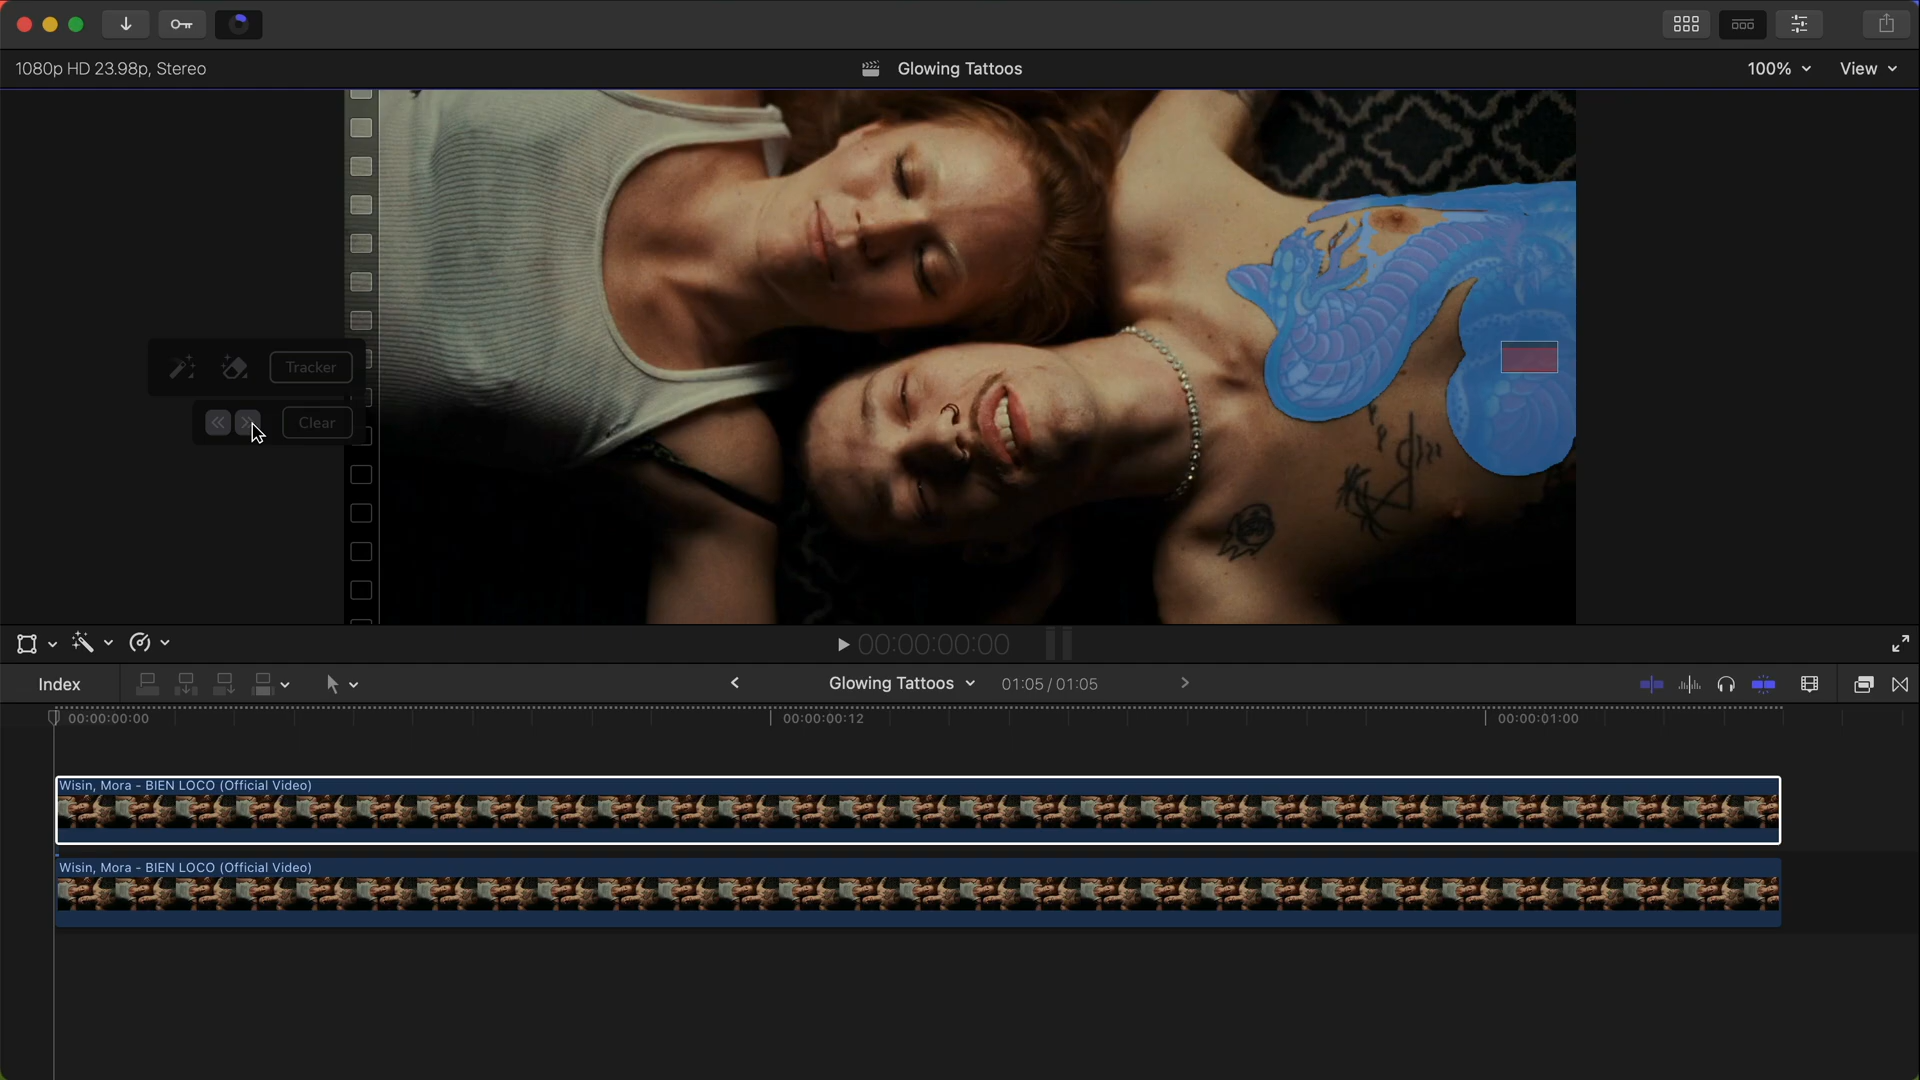 1080p HD 23.98p, Stereo
Glowing Tattoos
100%
View
Tracker
Clear
00:00:00:00
Index
Glowing Tattoos
01:05 / 01:05
00:00:00:00
00:00:00:12
00:00:01:00
Wisin, Mora - BIEN LOCO (Official Video)
Wisin, Mora - BIEN LOCO (Official Video)